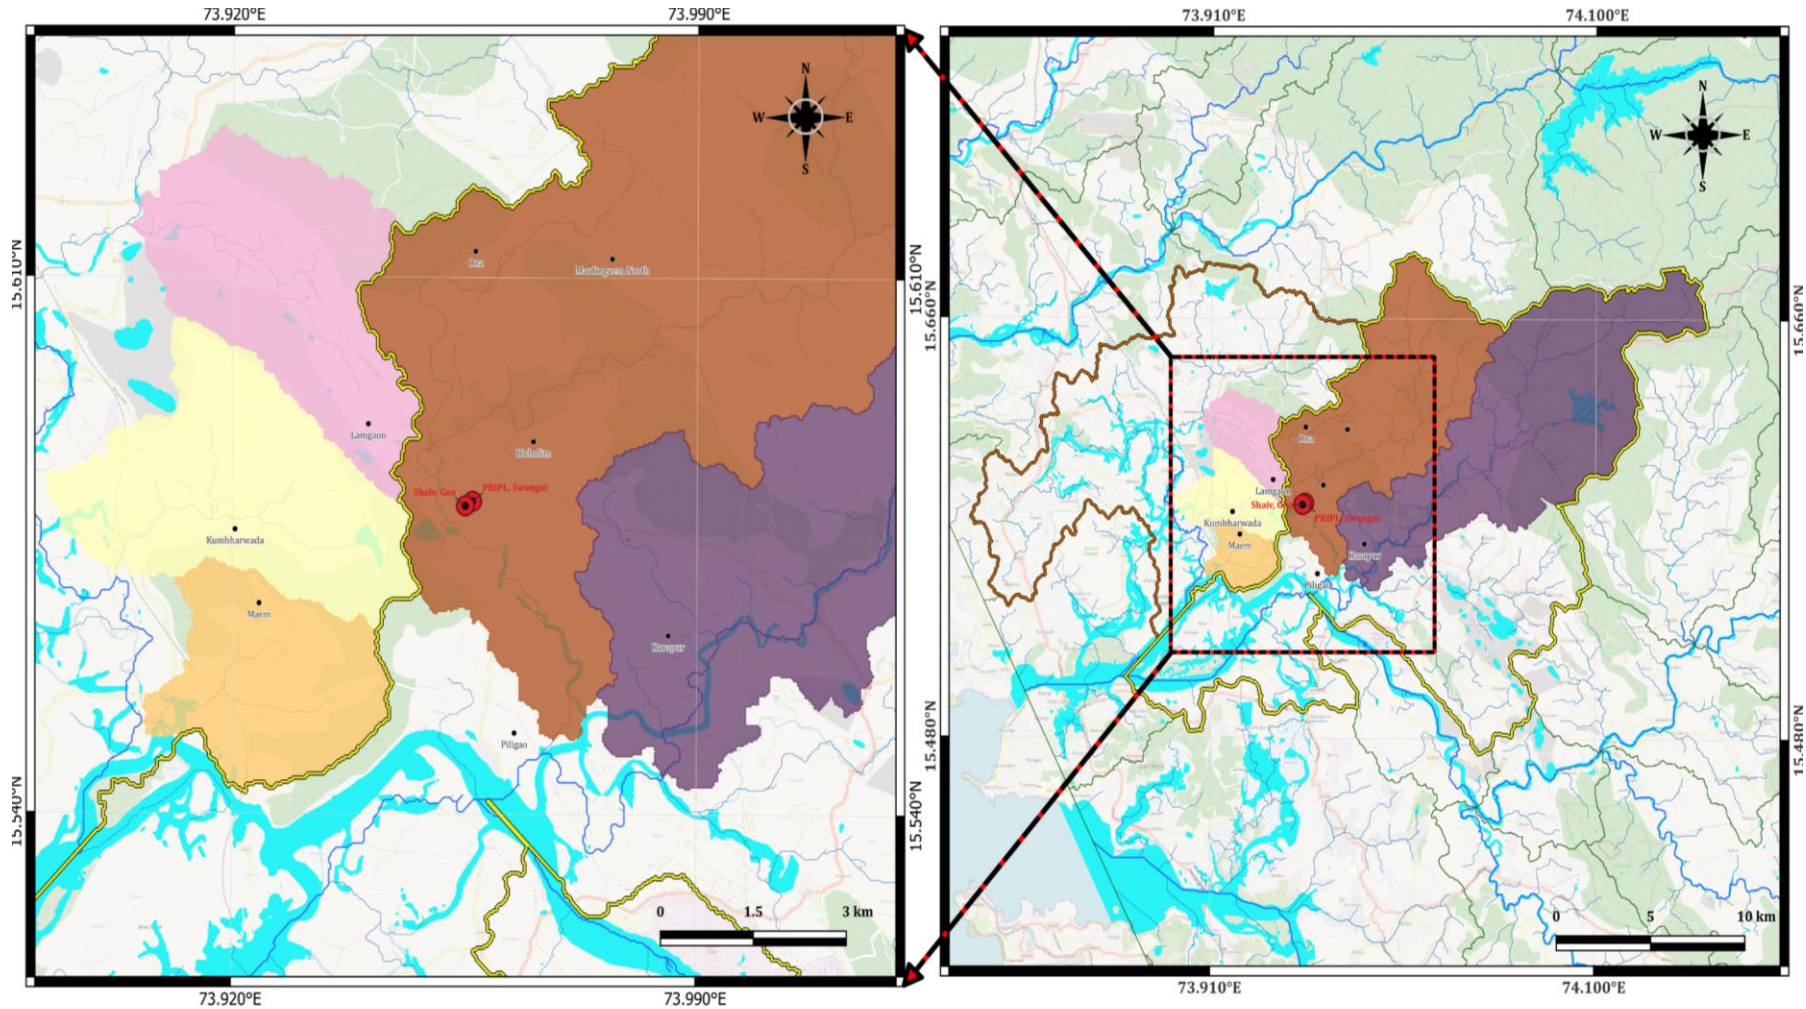 73.920°E
73.990°E
N
W
E
S
15.610°N
15.610°N
Ona
Maulinguem North
Lamgaon
Bicholim
Shaiv, Goa
PRIPL, Swangai
Kumbharwada
Maem
Karapur
Piligao
15.540°N
15.540°N
0
1.5
3 km
73.920°E
73.990°E
73.910°E
74.100°E
N
W
E
S
15.660°N
15.660°N
Ona
Lamgaon
Shaiv, Goa
PRIPL, Swangai
Kumbharwada
Maem
Karapur
Piligao
15.480°N
15.480°N
0
5
10 km
73.910°E
74.100°E